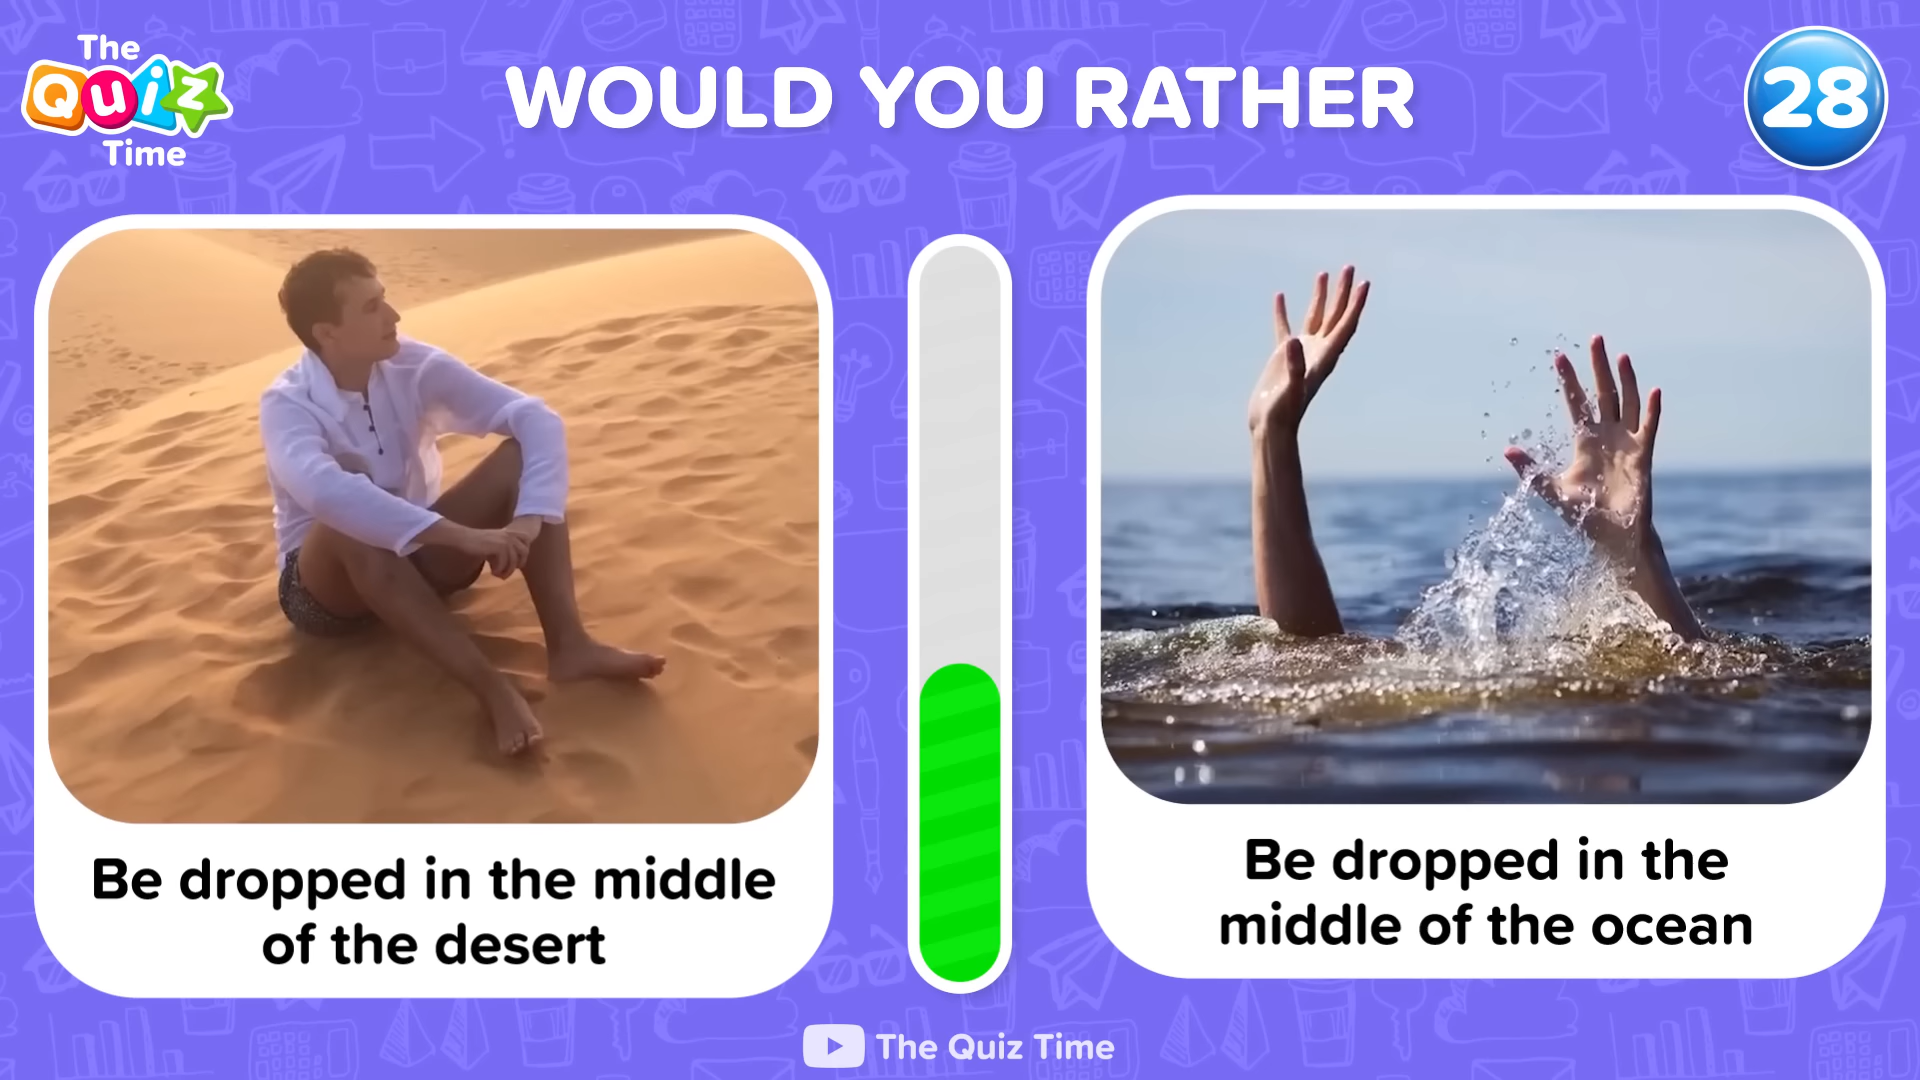 The
Quiz
Time
WOULD YOU RATHER
28
Be dropped in the middle
of the desert
Be dropped in the
middle of the ocean
The Quiz Time